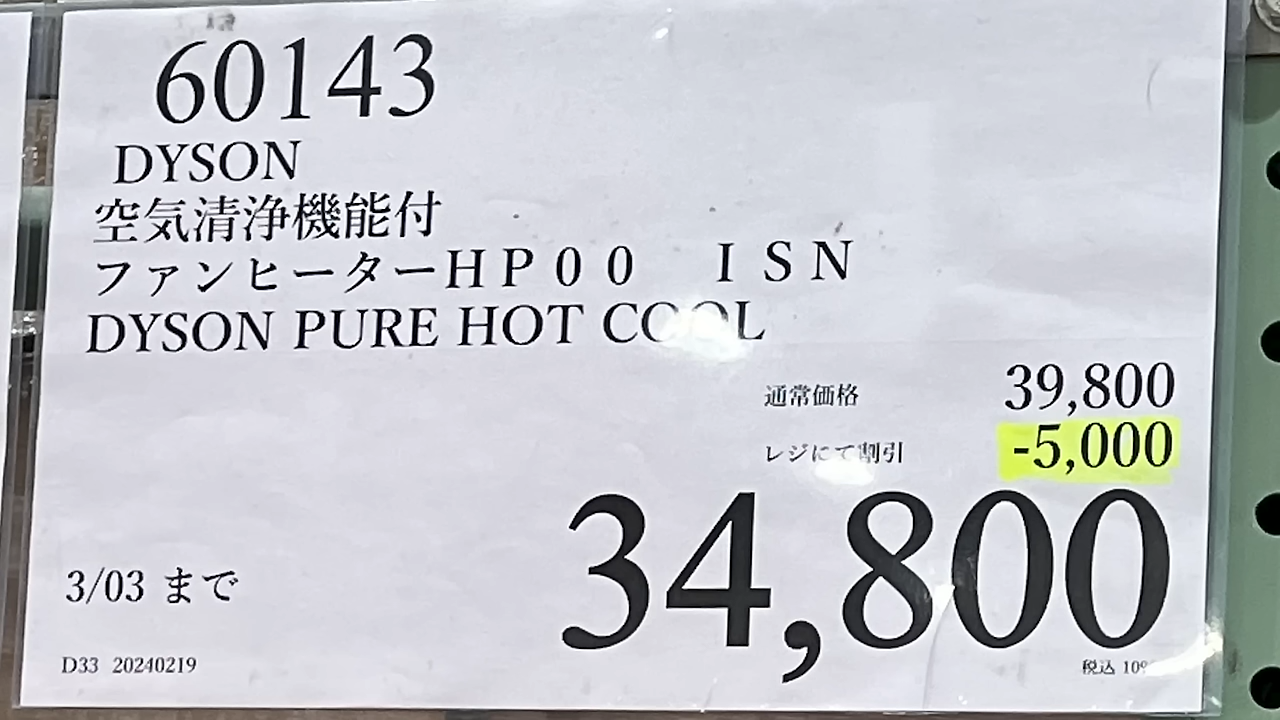 60143
DYSON
空気清浄機能付
ファンヒーターＨＰ００　ＩＳＮ
DYSON PURE HOT COOL
通常価格 39,800
レジにて割引 -5,000
34,800
3/03 まで
D33 20240219
税込